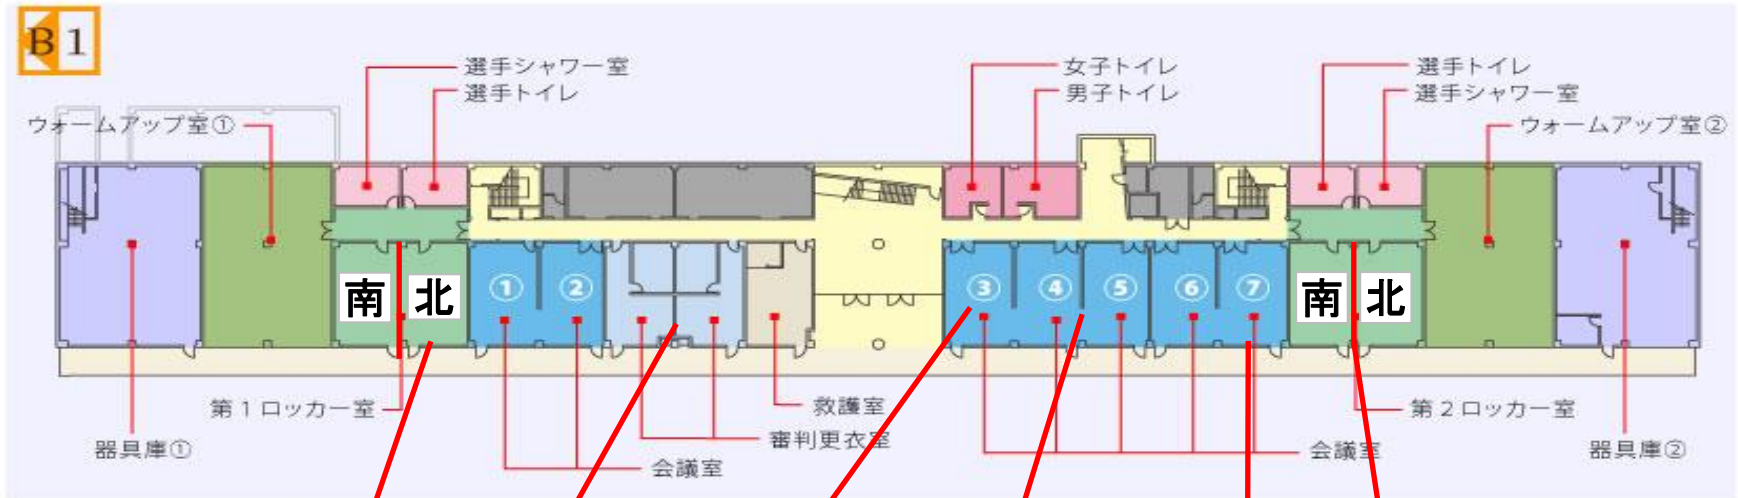 B1
選手シャワー室
選手トイレ
女子トイレ
男子トイレ
選手トイレ
選手シャワー室
ウォームアップ室①
ウォームアップ室②
南
北
①
②
③
④
⑤
⑥
⑦
南
北
第1ロッカー室
救護室
第2ロッカー室
器具庫①
審判更衣室
会議室
会議室
器具庫②